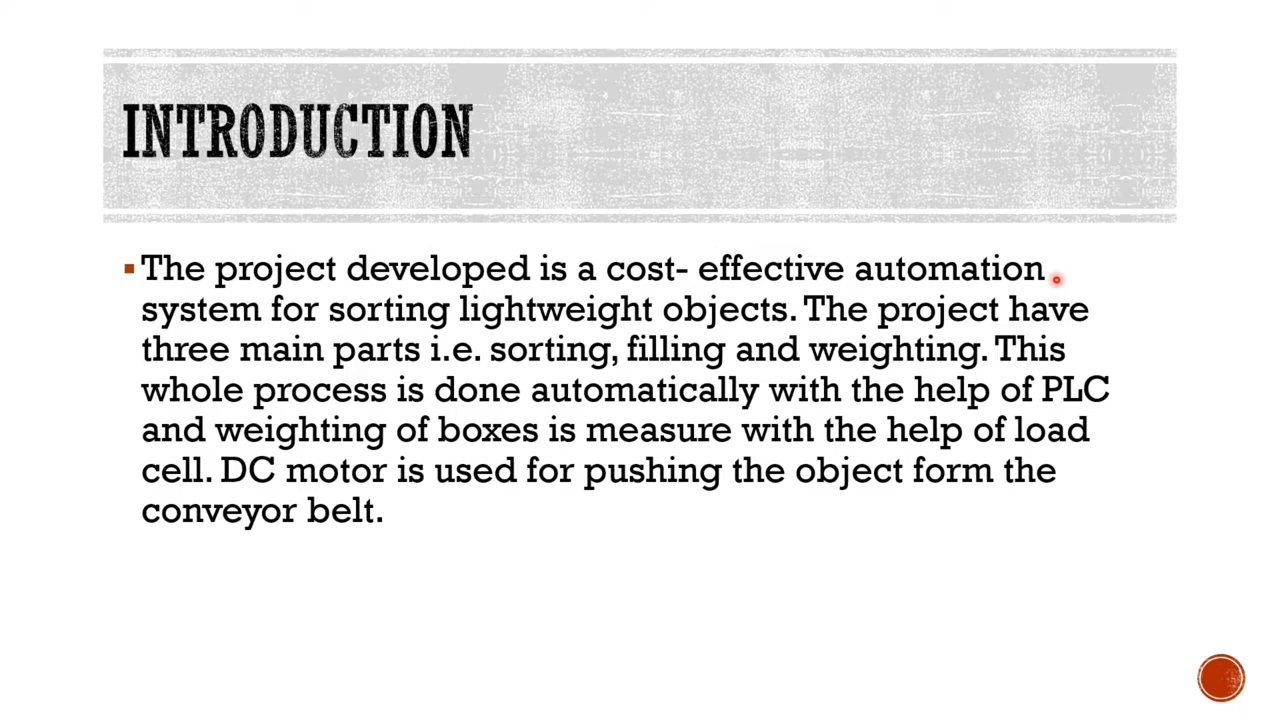 INTRODUCTION
The project developed is a cost- effective automation
system for sorting lightweight objects. The project have
three main parts i.e. sorting, filling and weighting. This
whole process is done automatically with the help of PLC
and weighting of boxes is measure with the help of load
cell. DC motor is used for pushing the object form the
conveyor belt.